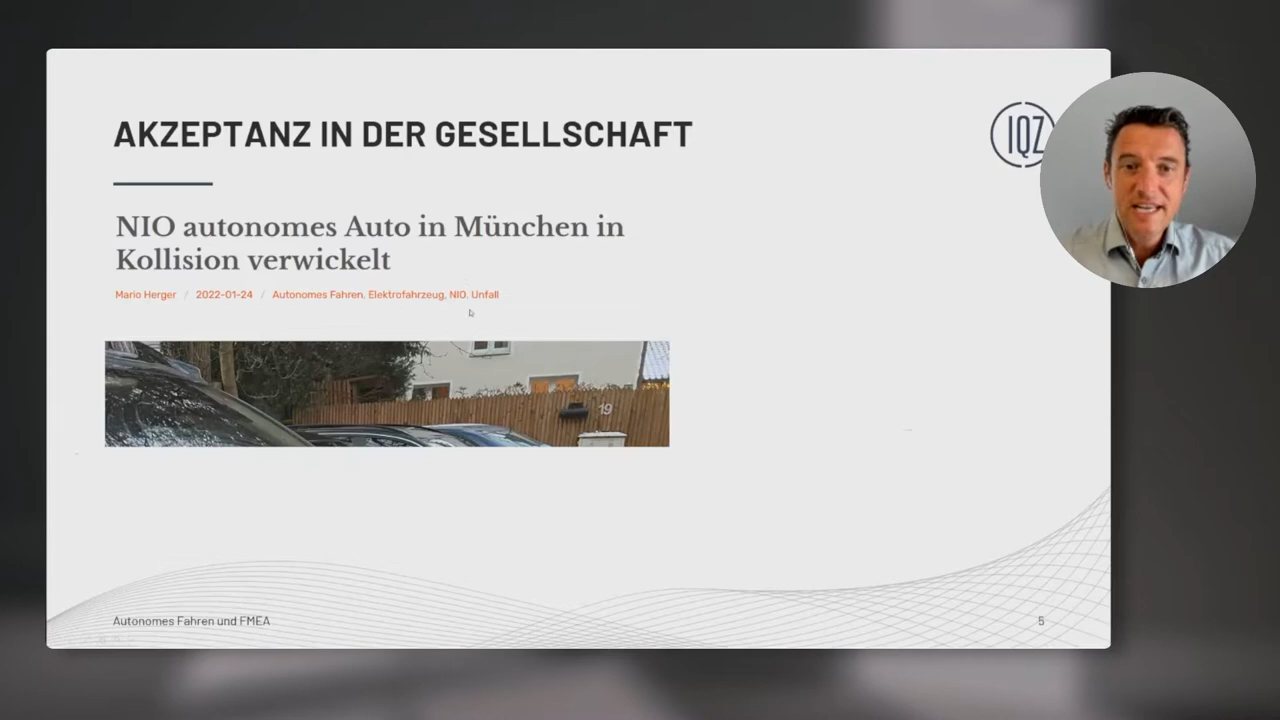 AKZEPTANZ IN DER GESELLSCHAFT
IQZ
NIO autonomes Auto in München in
Kollision verwickelt
Mario Herger / 2022-01-24 / Autonomes Fahren, Elektrofahrzeug, NIO, Unfall
19
Autonomes Fahren und FMEA
5